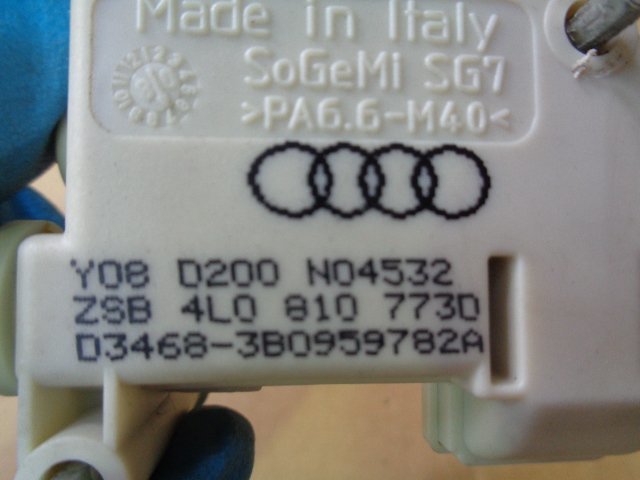 Made in Italy
SoGeMi SG7
>PA6.6-M40<
Y08 D200 N04532
ZSB 4L0 810 773D
D3468-3B0959782A